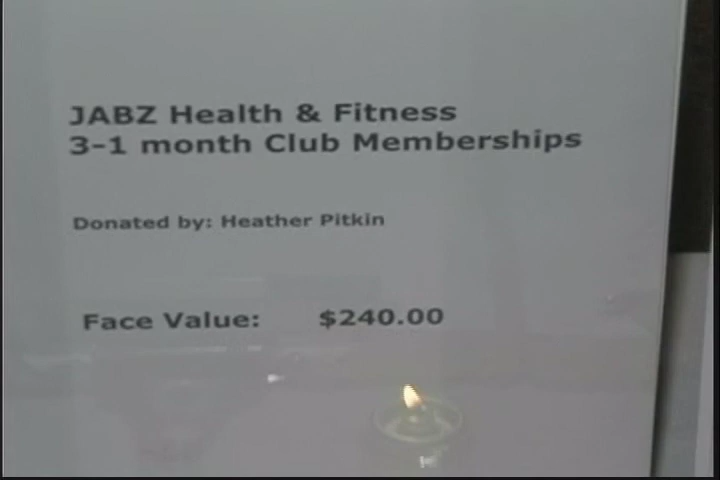 JABZ Health & Fitness
3-1 month Club Memberships
Donated by: Heather Pitkin
Face Value: $240.00